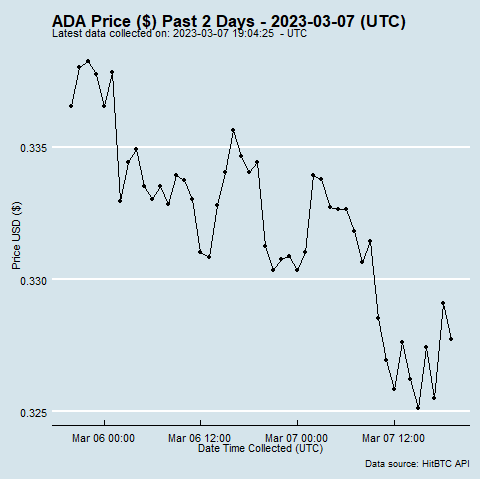 ADA Price ($) Past 2 Days - 2023-03-07 (UTC)
Latest data collected on: 2023-03-07 19:04:25  - UTC
0.335
0.330
0.325
Price USD ($)
Mar 06 00:00
Mar 06 12:00
Mar 07 00:00
Mar 07 12:00
Date Time Collected (UTC)
Data source: HitBTC API